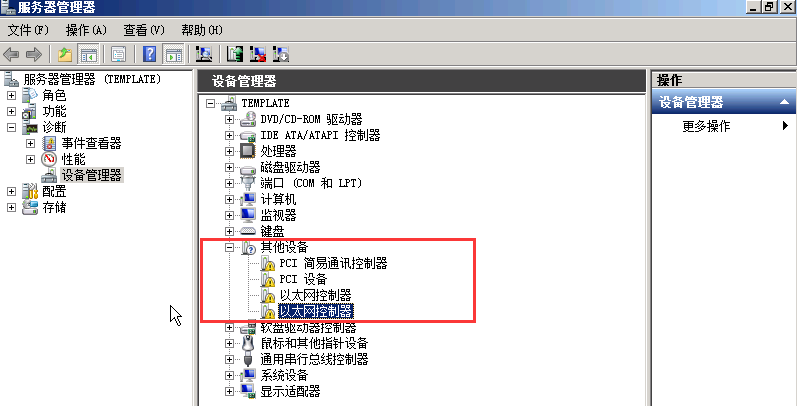 服务器管理器
文件(F) 操作(A) 查看(V) 帮助(H)
服务器管理器 (TEMPLATE)
角色
功能
诊断
事件查看器
性能
设备管理器
配置
存储
设备管理器
TEMPLATE
DVD/CD-ROM 驱动器
IDE ATA/ATAPI 控制器
处理器
磁盘驱动器
端口 (COM 和 LPT)
计算机
监视器
键盘
其他设备
PCI 简易通讯控制器
PCI 设备
以太网控制器
以太网控制器
软盘驱动器控制器
鼠标和其他指针设备
通用串行总线控制器
系统设备
显示适配器
操作
设备管理器
更多操作